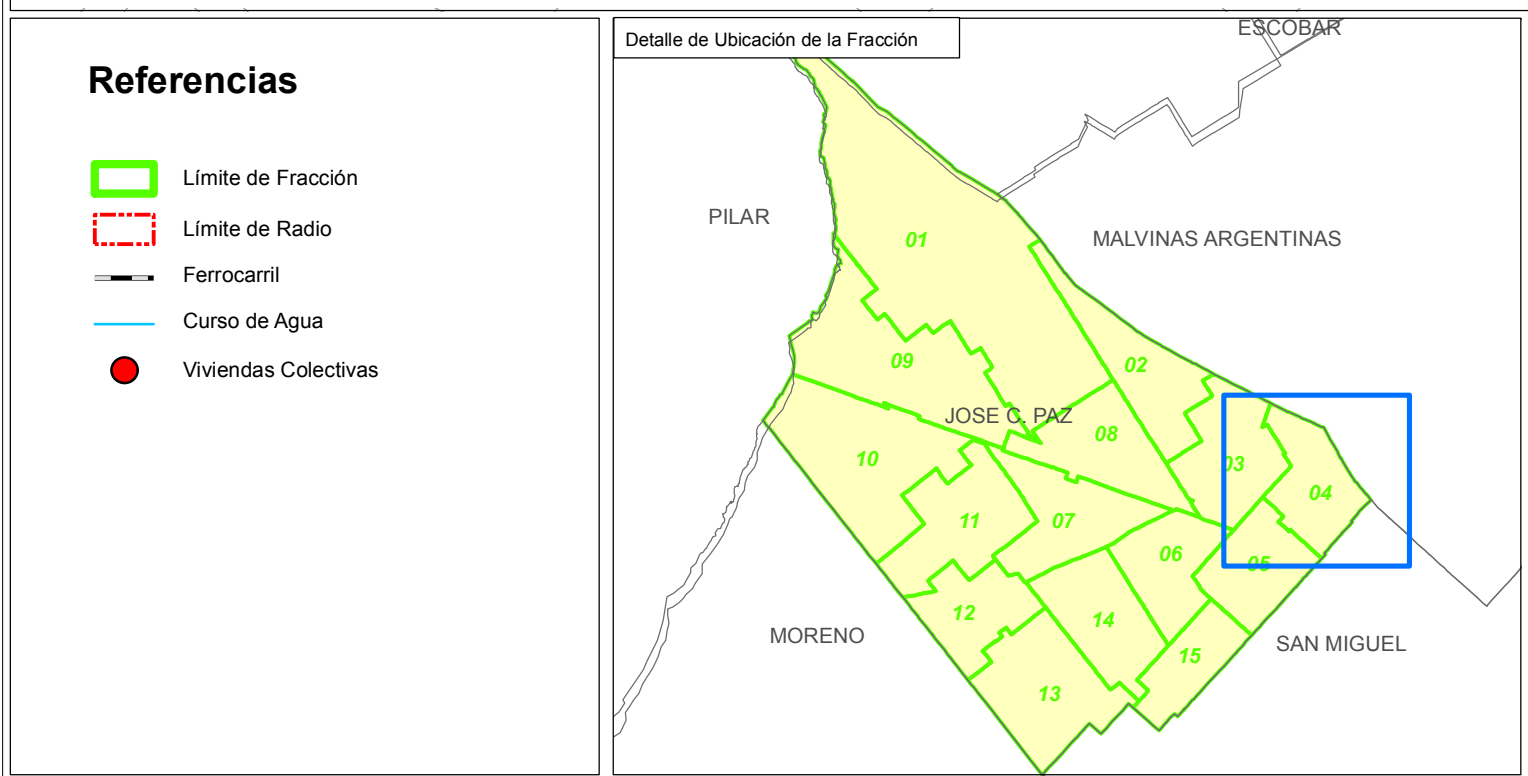 Referencias
Límite de Fracción
Límite de Radio
Ferrocarril
Curso de Agua
Viviendas Colectivas
Detalle de Ubicación de la Fracción
ESCOBAR
PILAR
MALVINAS ARGENTINAS
01
02
09
JOSE C. PAZ
08
03
04
10
11
07
06
05
12
14
MORENO
SAN MIGUEL
15
13